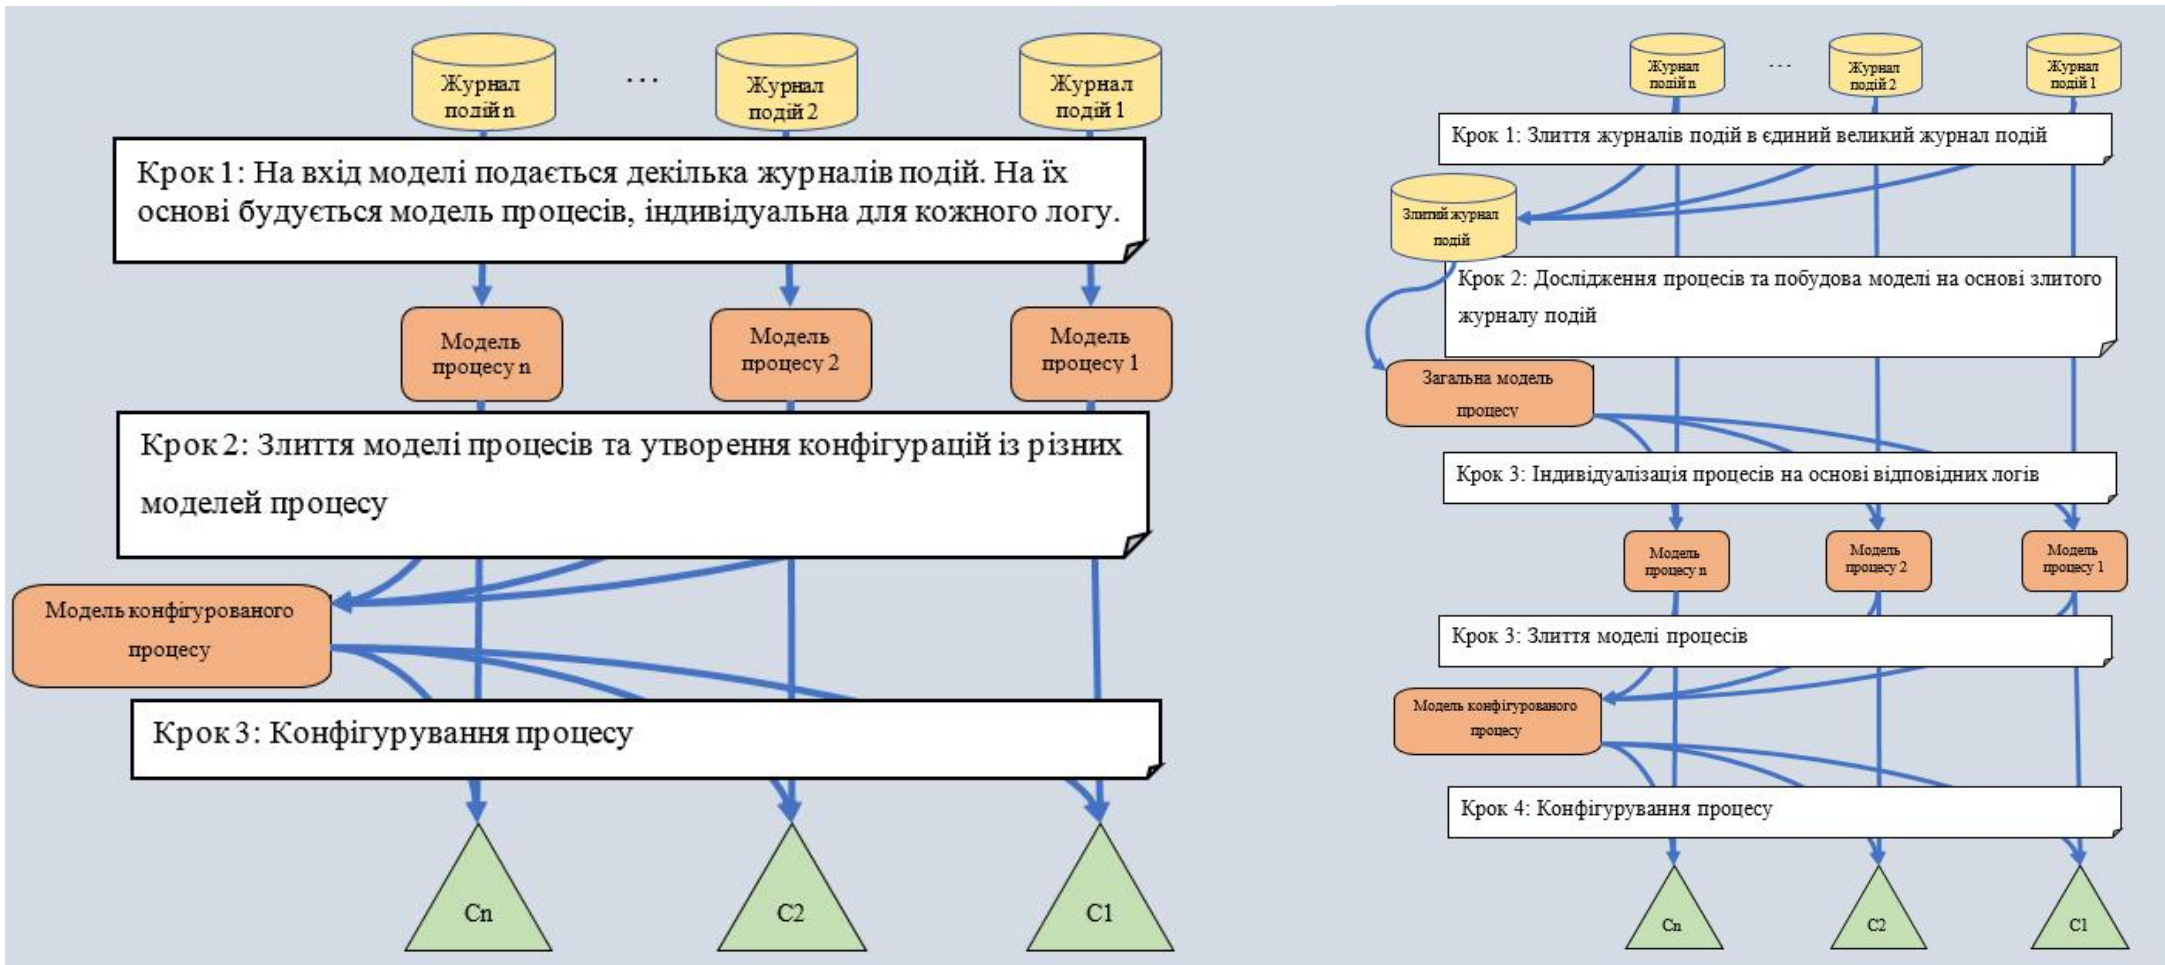 Журнал
подій n
...
Журнал
подій 2
Журнал
подій 1
Крок 1: На вхід моделі подається декілька журналів подій. На їх
основі будується модель процесів, індивідуальна для кожного логу.
Модель
процесу n
Модель
процесу 2
Модель
процесу 1
Крок 2: Злиття моделі процесів та утворення конфігурацій із різних
моделей процесу
Модель конфігурованого
процесу
Крок 3: Конфігурування процесу
Cn
C2
C1
Журнал
подій n
...
Журнал
подій 2
Журнал
подій 1
Крок 1: Злиття журналів подій в єдиний великий журнал подій
Злитий журнал
подій
Крок 2: Дослідження процесів та побудова моделі на основі злитого
журналу подій
Загальна модель
процесу
Крок 3: Індивідуалізація процесів на основі відповідних логів
Модель
процесу n
Модель
процесу 2
Модель
процесу 1
Крок 3: Злиття моделі процесів
Модель конфігурованого
процесу
Крок 4: Конфігурування процесу
Cn
C2
C1